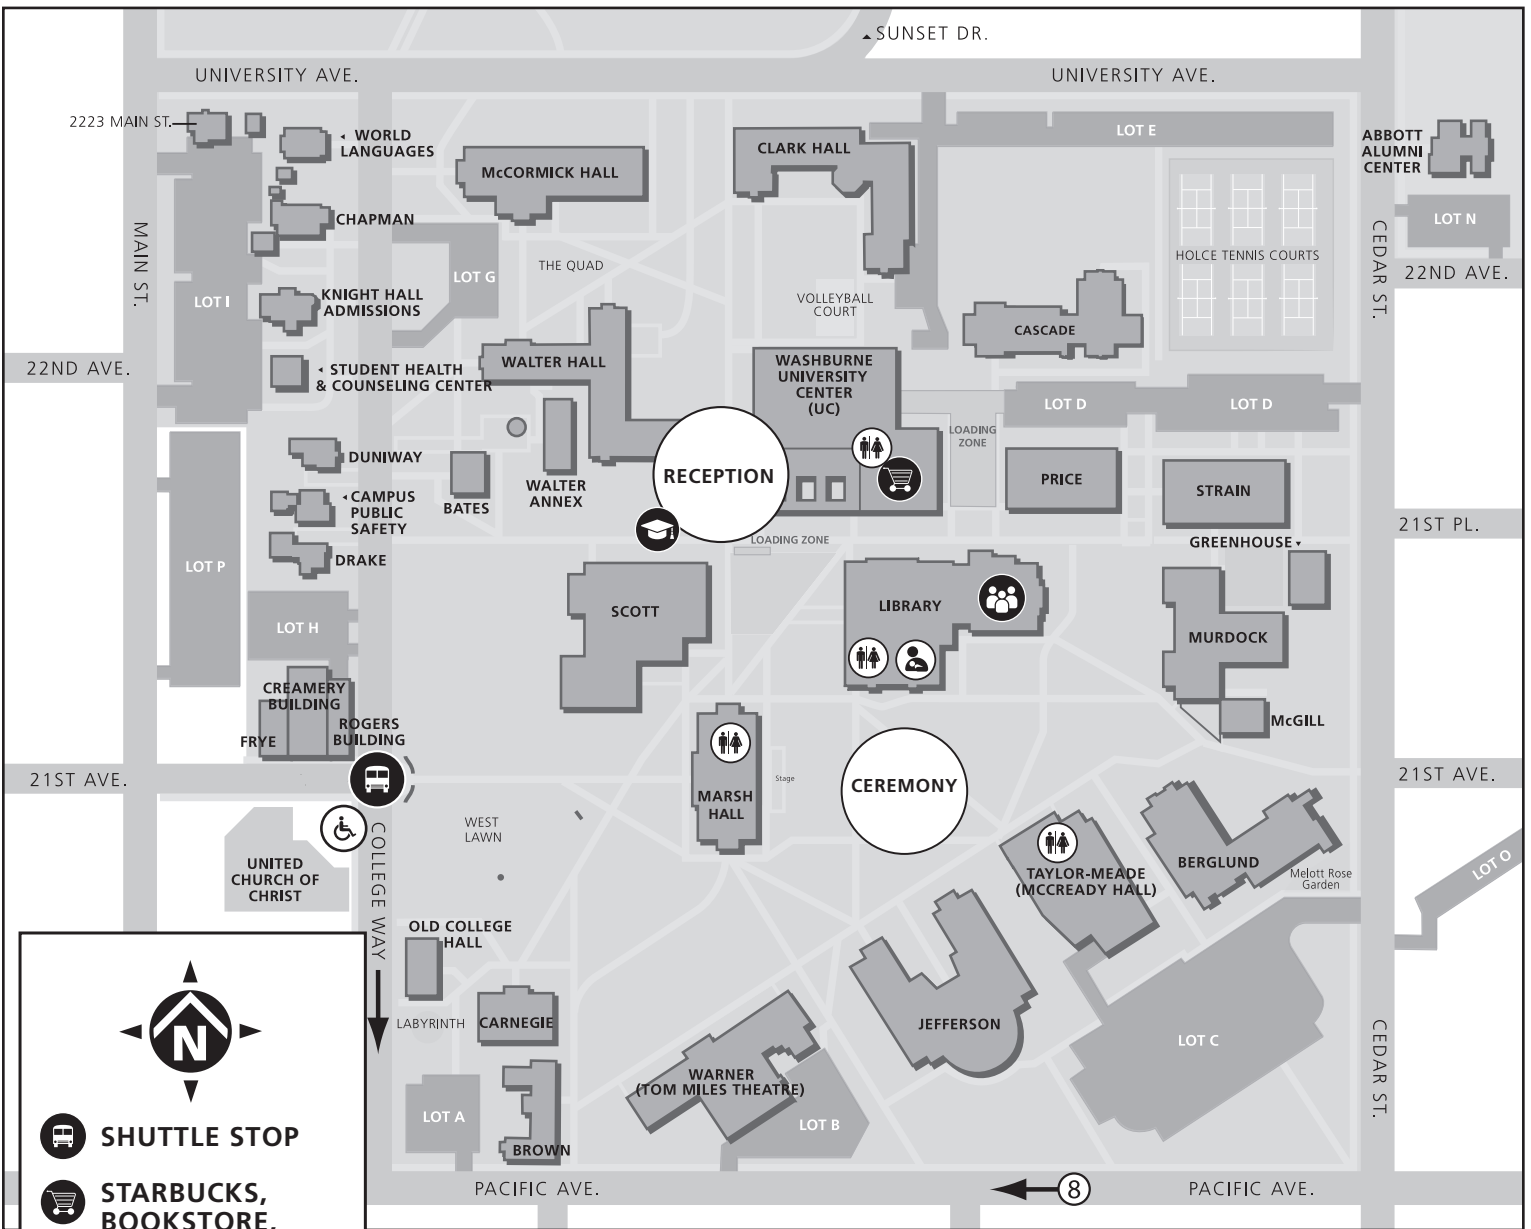 SUNSET DR.
UNIVERSITY AVE.
UNIVERSITY AVE.
2223 MAIN ST.
WORLD
LANGUAGES
McCORMICK HALL
CLARK HALL
LOT E
ABBOTT
ALUMNI
CENTER
CHAPMAN
LOT N
MAIN ST.
CEDAR ST.
THE QUAD
LOT G
HOLCE TENNIS COURTS
22ND AVE.
LOT I
KNIGHT HALL
ADMISSIONS
VOLLEYBALL
COURT
CASCADE
22ND AVE.
STUDENT HEALTH
& COUNSELING CENTER
WALTER HALL
WASHBURNE
UNIVERSITY
CENTER
(UC)
LOT D
LOT D
LOADING
ZONE
DUNIWAY
RECEPTION
PRICE
STRAIN
CAMPUS
PUBLIC
SAFETY
BATES
WALTER
ANNEX
21ST PL.
LOADING ZONE
GREENHOUSE
DRAKE
LOT P
SCOTT
LIBRARY
LOT H
MURDOCK
CREAMERY
BUILDING
FRYE
ROGERS
BUILDING
McGILL
21ST AVE.
Stage
CEREMONY
21ST AVE.
MARSH
HALL
WEST
LAWN
COLLEGE WAY
UNITED
CHURCH OF
CHRIST
TAYLOR-MEADE
(MCCREADY HALL)
BERGLUND
Melott Rose
Garden
LOT O
OLD COLLEGE
HALL
LABYRINTH
CARNEGIE
JEFFERSON
LOT C
CEDAR ST.
N
WARNER
(TOM MILES THEATRE)
LOT A
LOT B
SHUTTLE STOP
BROWN
PACIFIC AVE.
8
PACIFIC AVE.
STARBUCKS,
BOOKSTORE,